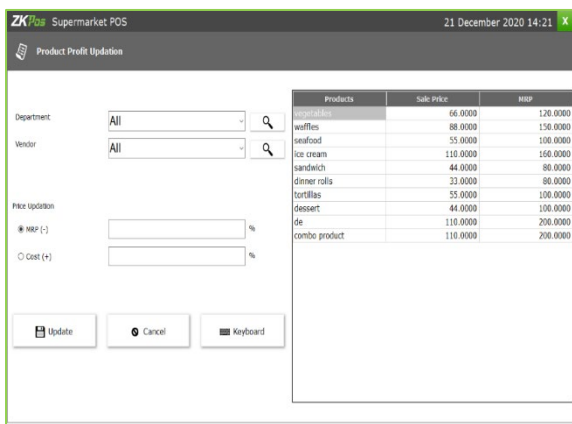 ZKPos Supermarket POS
21 December 2020 14:21 X
Product Profit Updation
Department All
Vendor All
Price Updation
MRP (-) %
Cost (+) %
Update Cancel Keyboard
Products Sale Price MRP
vegetables 66.0000 120.0000
waffles 88.0000 150.0000
seafood 55.0000 100.0000
ice cream 110.0000 160.0000
sandwich 44.0000 80.0000
dinner rolls 33.0000 80.0000
tortillas 55.0000 100.0000
dessert 44.0000 100.0000
de 110.0000 200.0000
combo product 110.0000 200.0000